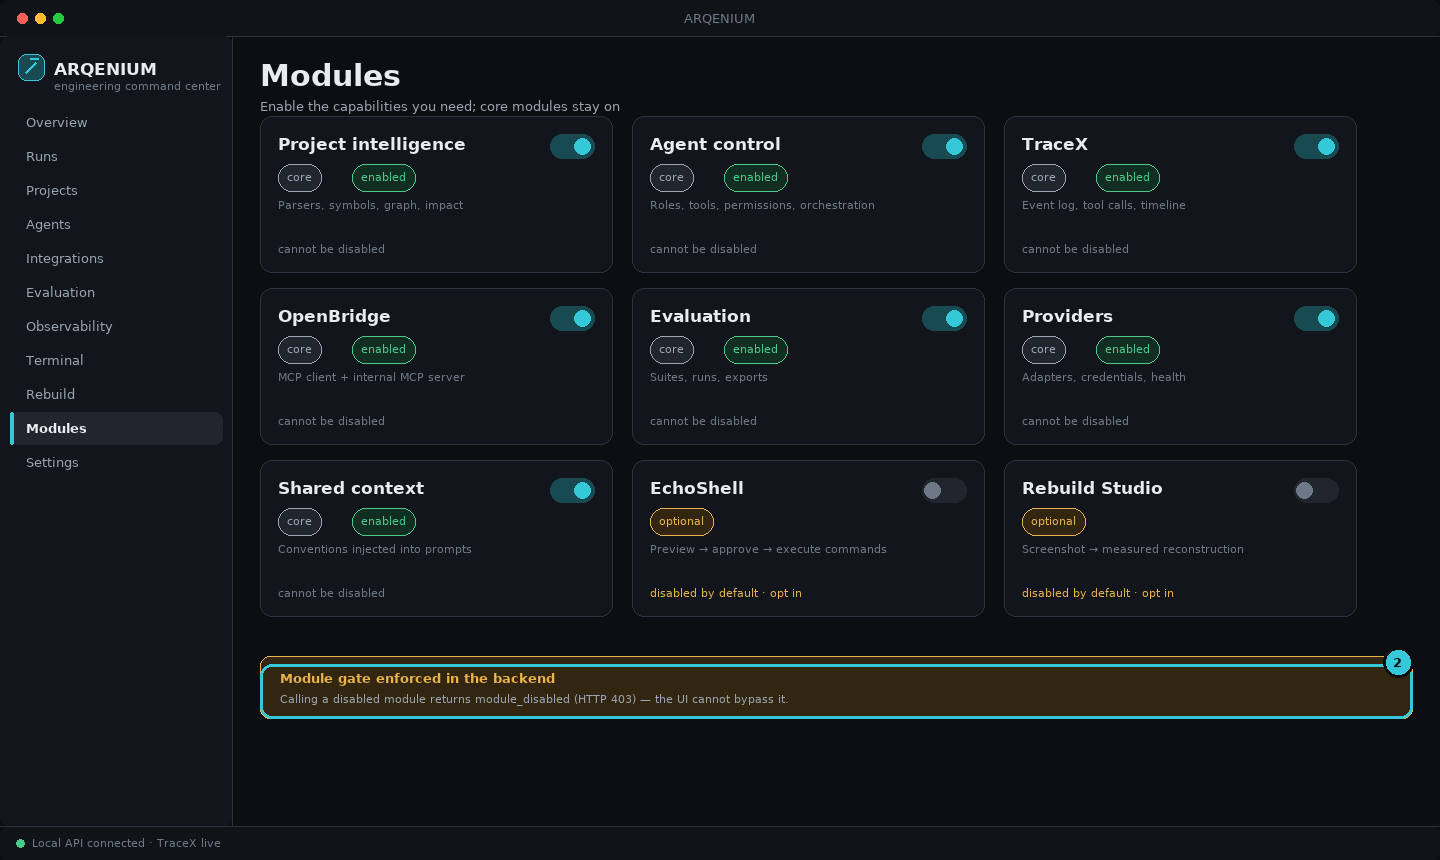 ARQENIUM
ARQENIUM
engineering command center
Overview
Runs
Projects
Agents
Integrations
Evaluation
Observability
Terminal
Rebuild
Modules
Settings
Modules
Enable the capabilities you need; core modules stay on
Project intelligence
core enabled
Parsers, symbols, graph, impact
cannot be disabled
Agent control
core enabled
Roles, tools, permissions, orchestration
cannot be disabled
TraceX
core enabled
Event log, tool calls, timeline
cannot be disabled
OpenBridge
core enabled
MCP client + internal MCP server
cannot be disabled
Evaluation
core enabled
Suites, runs, exports
cannot be disabled
Providers
core enabled
Adapters, credentials, health
cannot be disabled
Shared context
core enabled
Conventions injected into prompts
cannot be disabled
EchoShell
optional
Preview → approve → execute commands
disabled by default · opt in
Rebuild Studio
optional
Screenshot → measured reconstruction
disabled by default · opt in
2
Module gate enforced in the backend
Calling a disabled module returns module_disabled (HTTP 403) — the UI cannot bypass it.
Local API connected · TraceX live